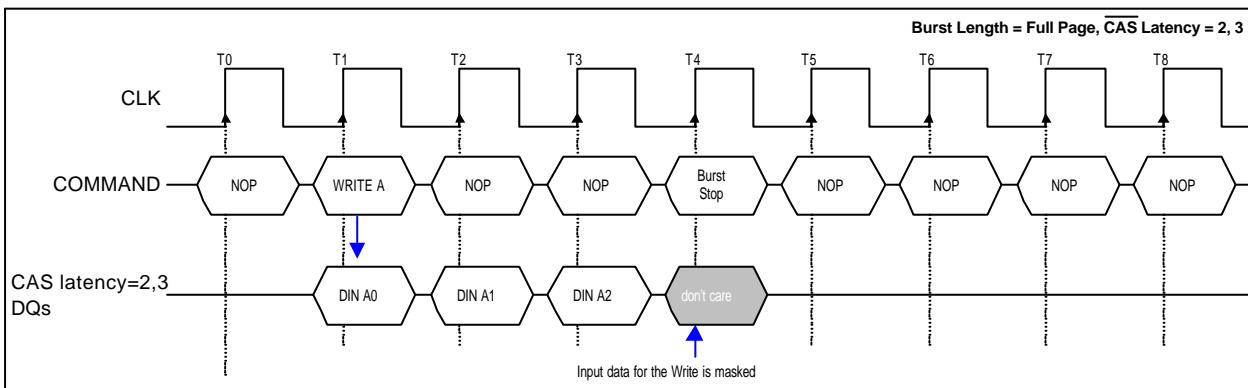 Burst Length = Full Page, CAS Latency = 2, 3
T0 T1 T2 T3 T4 T5 T6 T7 T8
CLK
COMMAND NOP WRITE A NOP NOP Burst Stop NOP NOP NOP NOP
CAS latency=2,3
DQs
DIN A0 DIN A1 DIN A2 don't care
Input data for the Write is masked